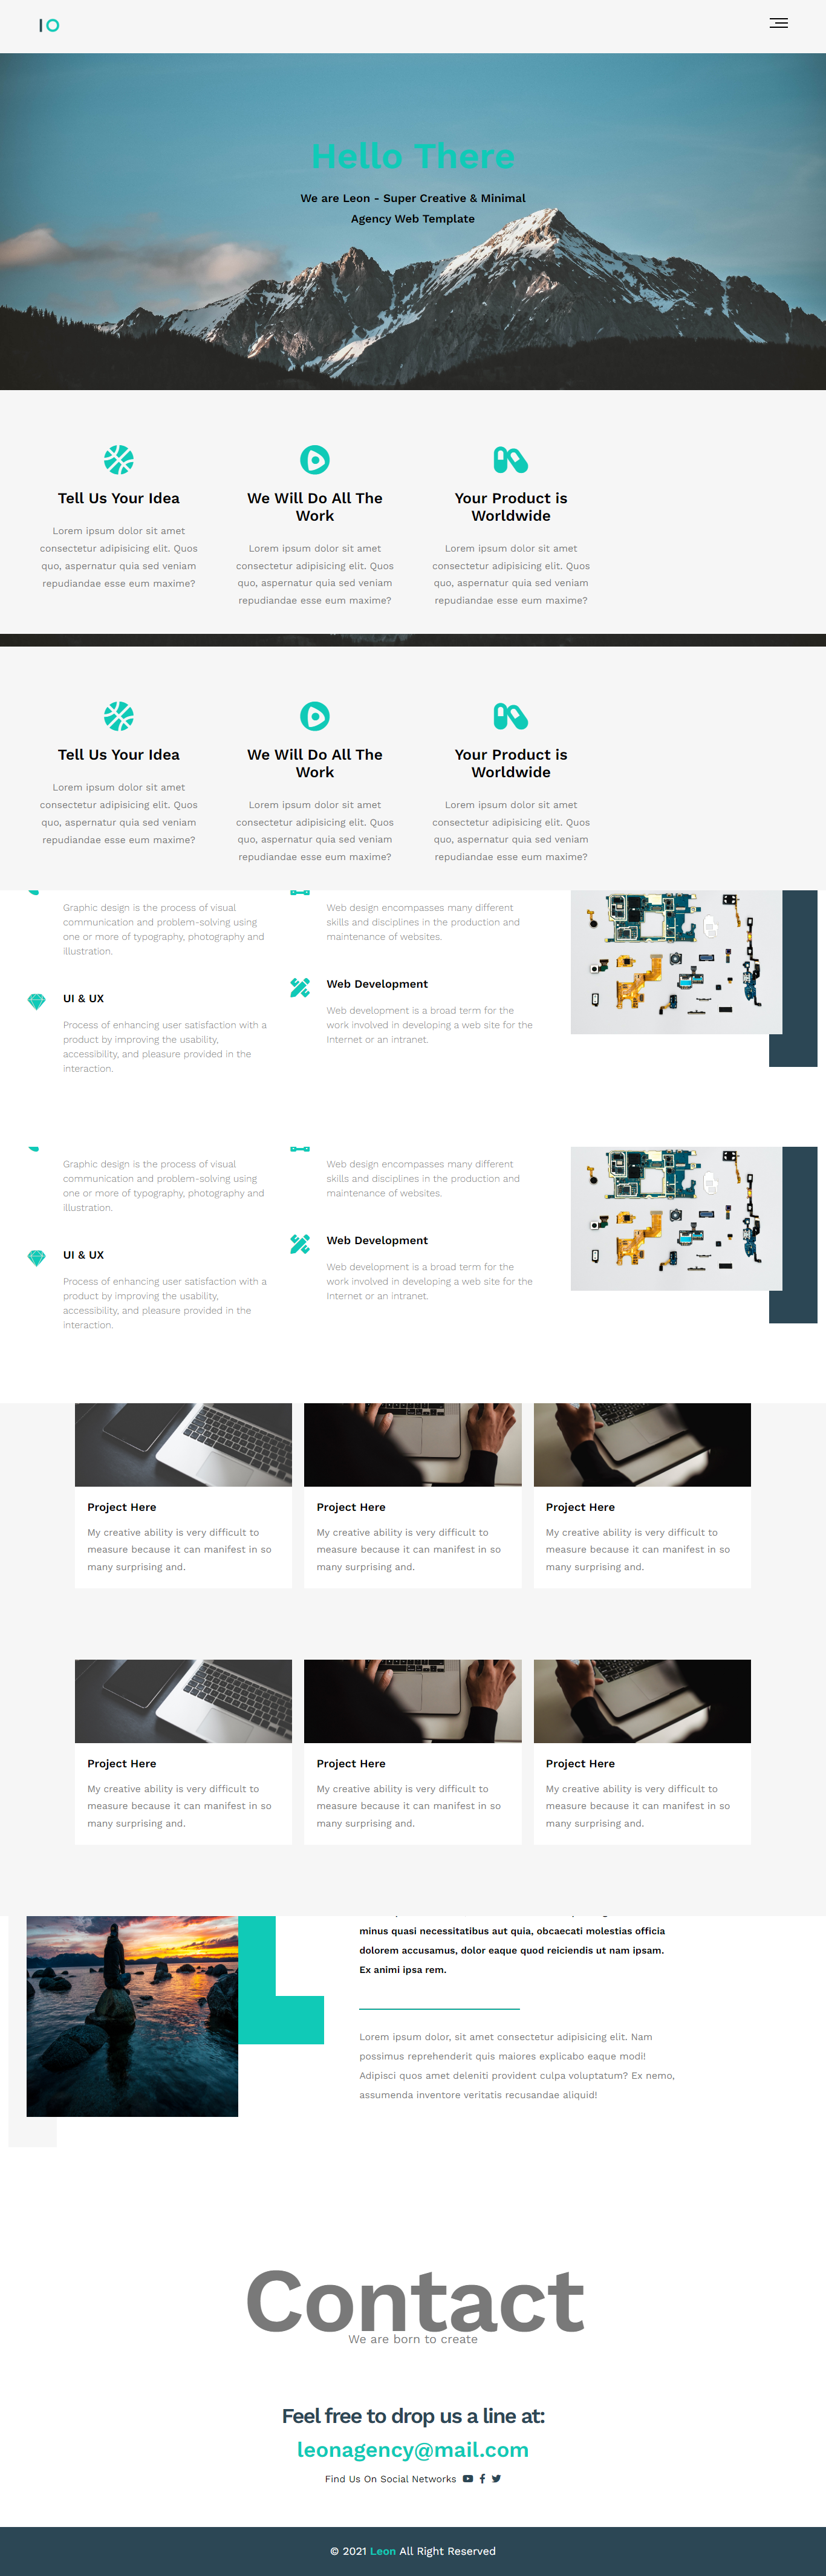 IO
Hello There
We are Leon - Super Creative & Minimal
Agency Web Template
Tell Us Your Idea
Lorem ipsum dolor sit amet
consectetur adipisicing elit. Quos
quo, aspernatur quia sed veniam
repudiandae esse eum maxime?
We Will Do All The
Work
Lorem ipsum dolor sit amet
consectetur adipisicing elit. Quos
quo, aspernatur quia sed veniam
repudiandae esse eum maxime?
Your Product is
Worldwide
Lorem ipsum dolor sit amet
consectetur adipisicing elit. Quos
quo, aspernatur quia sed veniam
repudiandae esse eum maxime?
Tell Us Your Idea
Lorem ipsum dolor sit amet
consectetur adipisicing elit. Quos
quo, aspernatur quia sed veniam
repudiandae esse eum maxime?
We Will Do All The
Work
Lorem ipsum dolor sit amet
consectetur adipisicing elit. Quos
quo, aspernatur quia sed veniam
repudiandae esse eum maxime?
Your Product is
Worldwide
Lorem ipsum dolor sit amet
consectetur adipisicing elit. Quos
quo, aspernatur quia sed veniam
repudiandae esse eum maxime?
Graphic design is the process of visual
communication and problem-solving using
one or more of typography, photography and
illustration.
UI & UX
Process of enhancing user satisfaction with a
product by improving the usability,
accessibility, and pleasure provided in the
interaction.
Web design encompasses many different
skills and disciplines in the production and
maintenance of websites.
Web Development
Web development is a broad term for the
work involved in developing a web site for the
Internet or an intranet.
Graphic design is the process of visual
communication and problem-solving using
one or more of typography, photography and
illustration.
UI & UX
Process of enhancing user satisfaction with a
product by improving the usability,
accessibility, and pleasure provided in the
interaction.
Web design encompasses many different
skills and disciplines in the production and
maintenance of websites.
Web Development
Web development is a broad term for the
work involved in developing a web site for the
Internet or an intranet.
Project Here
My creative ability is very difficult to
measure because it can manifest in so
many surprising and.
Project Here
My creative ability is very difficult to
measure because it can manifest in so
many surprising and.
Project Here
My creative ability is very difficult to
measure because it can manifest in so
many surprising and.
Project Here
My creative ability is very difficult to
measure because it can manifest in so
many surprising and.
Project Here
My creative ability is very difficult to
measure because it can manifest in so
many surprising and.
Project Here
My creative ability is very difficult to
measure because it can manifest in so
many surprising and.
minus quasi necessitatibus aut quia, obcaecati molestias officia
dolorem accusamus, dolor eaque quod reiciendis ut nam ipsam.
Ex animi ipsa rem.
Lorem ipsum dolor, sit amet consectetur adipisicing elit. Nam
possimus reprehenderit quis maiores explicabo eaque modi!
Adipisci quos amet deleniti provident culpa voluptatum? Ex nemo,
assumenda inventore veritatis recusandae aliquid!
Contact
We are born to create
Feel free to drop us a line at:
leonagency@mail.com
Find Us On Social Networks
© 2021 Leon All Right Reserved